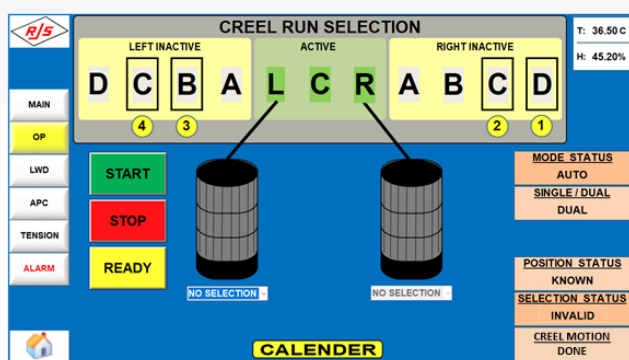 RJS
CREEL RUN SELECTION
T: 36.50 C
H: 45.20%
LEFT INACTIVE
ACTIVE
RIGHT INACTIVE
D C B A L C R A B C D
4 3 2 1
MAIN
OP
LWD
APC
TENSION
ALARM
START
STOP
READY
NO SELECTION
NO SELECTION
CALENDER
MODE STATUS
AUTO
SINGLE / DUAL
DUAL
POSITION STATUS
KNOWN
SELECTION STATUS
INVALID
CREEL MOTION
DONE